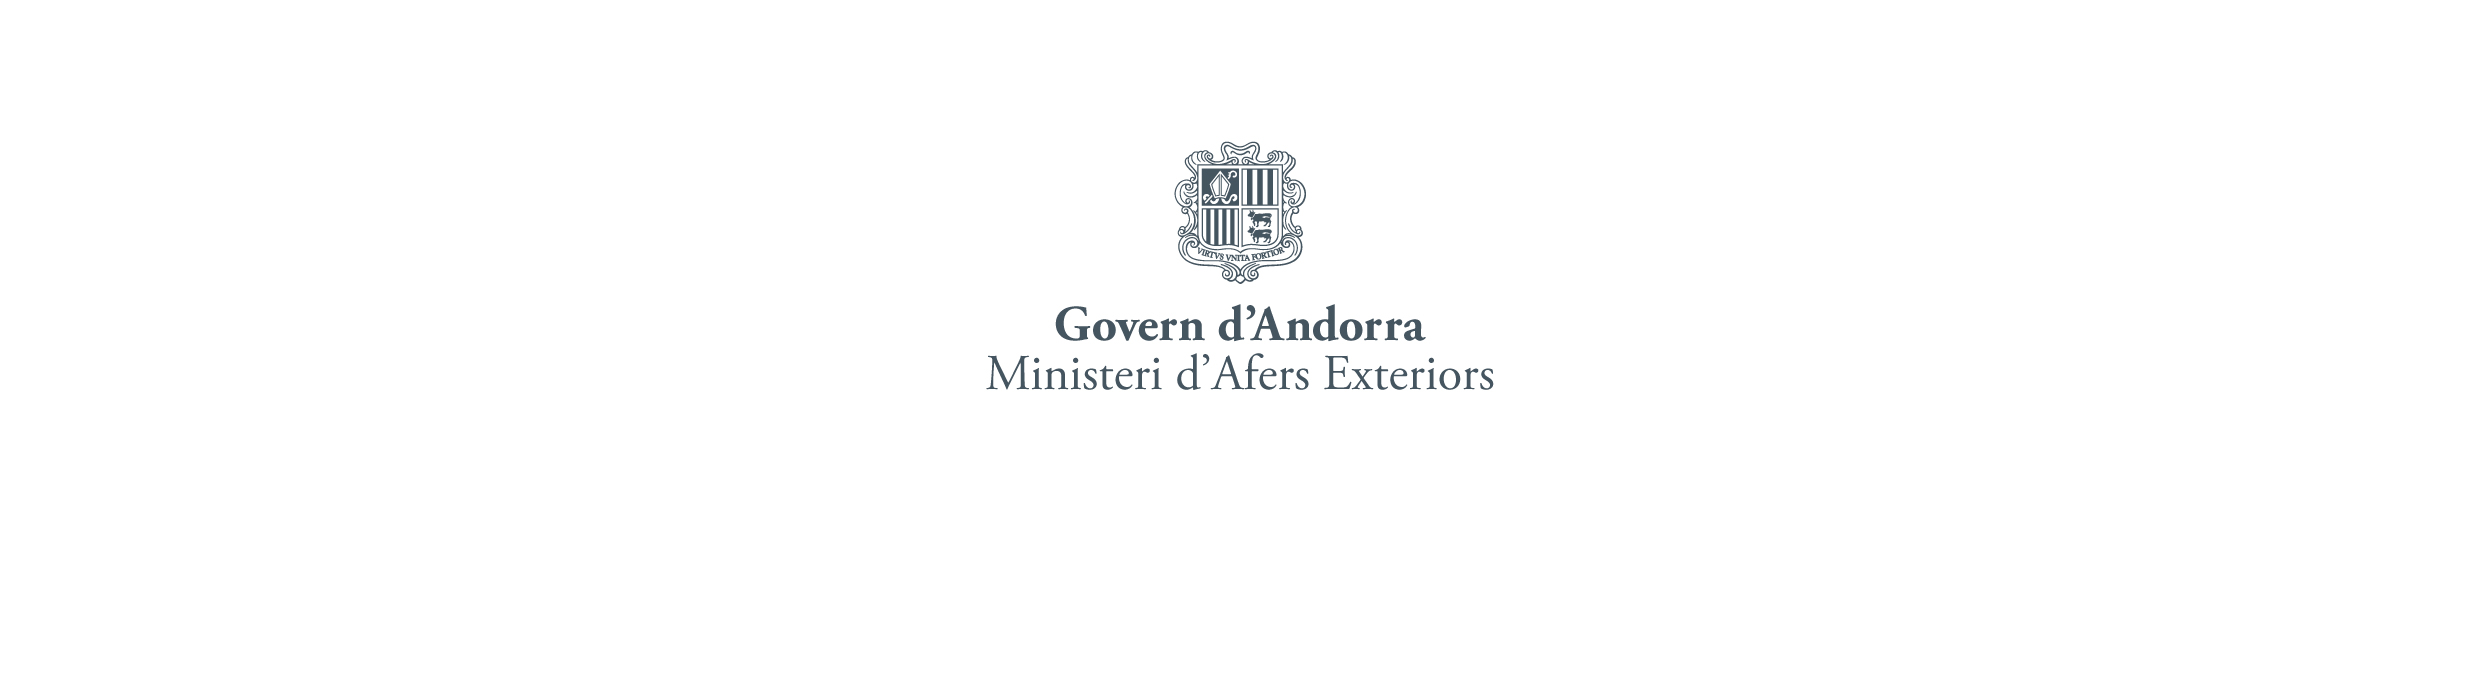 VIRTVS VNITA FORTIOR
Govern d’Andorra
Ministeri d’Afers Exteriors